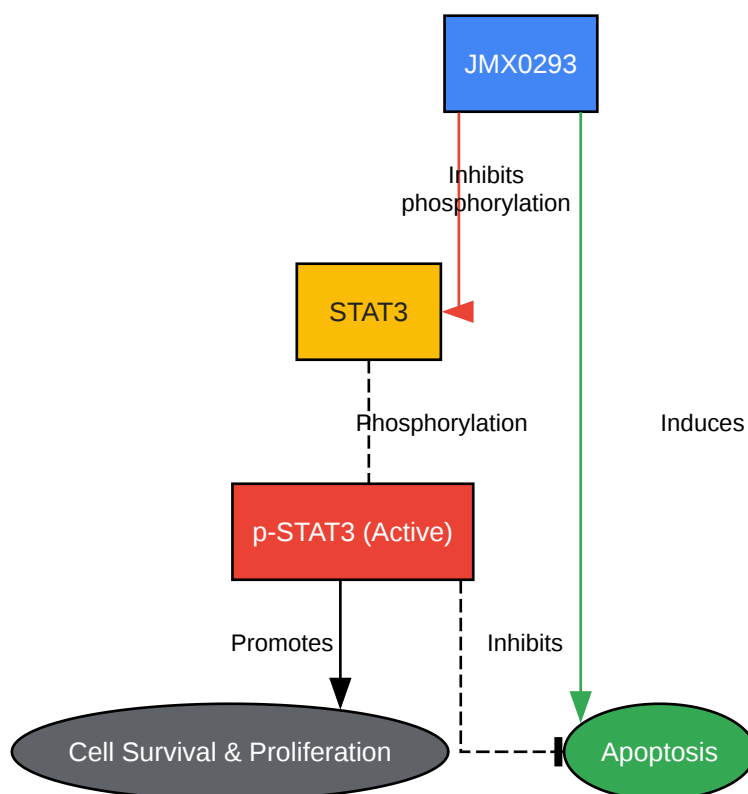 JMX0293
Inhibits
phosphorylation
STAT3
Phosphorylation
Induces
p-STAT3 (Active)
Promotes
Inhibits
Cell Survival & Proliferation
Apoptosis